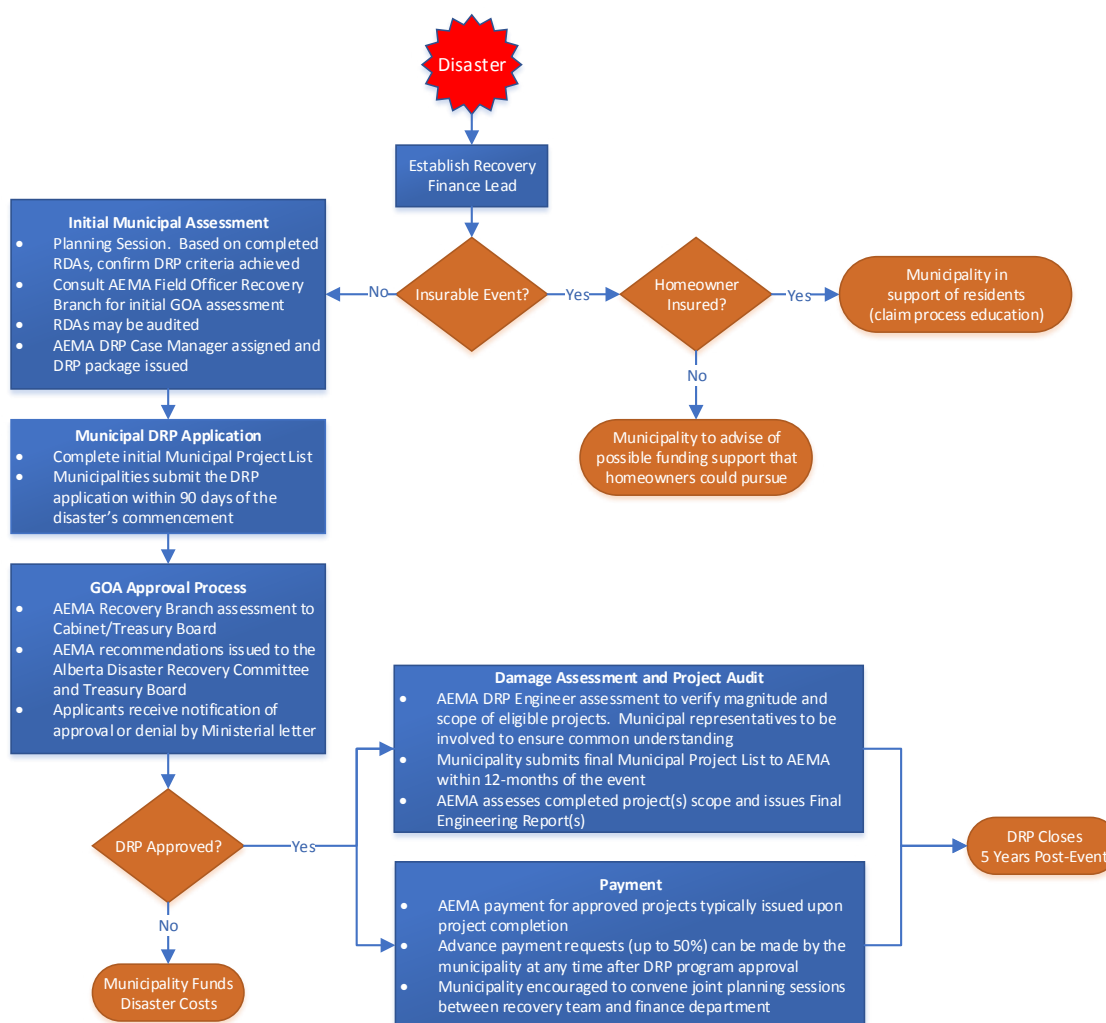 Disaster
Establish Recovery
Finance Lead
Initial Municipal Assessment
• Planning Session. Based on completed
RDAs, confirm DRP criteria achieved
• Consult AEMA Field Officer Recovery
Branch for initial GOA assessment
• RDAs may be audited
• AEMA DRP Case Manager assigned and
DRP package issued
No
Insurable Event?
Yes
Homeowner
Insured?
Yes
Municipality in
support of residents
(claim process education)
No
Municipality to advise of
possible funding support that
homeowners could pursue
Municipal DRP Application
• Complete initial Municipal Project List
• Municipalities submit the DRP
application within 90 days of the
disaster’s commencement
GOA Approval Process
• AEMA Recovery Branch assessment to
Cabinet/Treasury Board
• AEMA recommendations issued to the
Alberta Disaster Recovery Committee
and Treasury Board
• Applicants receive notification of
approval or denial by Ministerial letter
DRP Approved?
Yes
No
Municipality Funds
Disaster Costs
Damage Assessment and Project Audit
• AEMA DRP Engineer assessment to verify magnitude and
scope of eligible projects. Municipal representatives to be
involved to ensure common understanding
• Municipality submits final Municipal Project List to AEMA
within 12-months of the event
• AEMA assesses completed project(s) scope and issues Final
Engineering Report(s)
Payment
• AEMA payment for approved projects typically issued upon
project completion
• Advance payment requests (up to 50%) can be made by the
municipality at any time after DRP program approval
• Municipality encouraged to convene joint planning sessions
between recovery team and finance department
DRP Closes
5 Years Post-Event